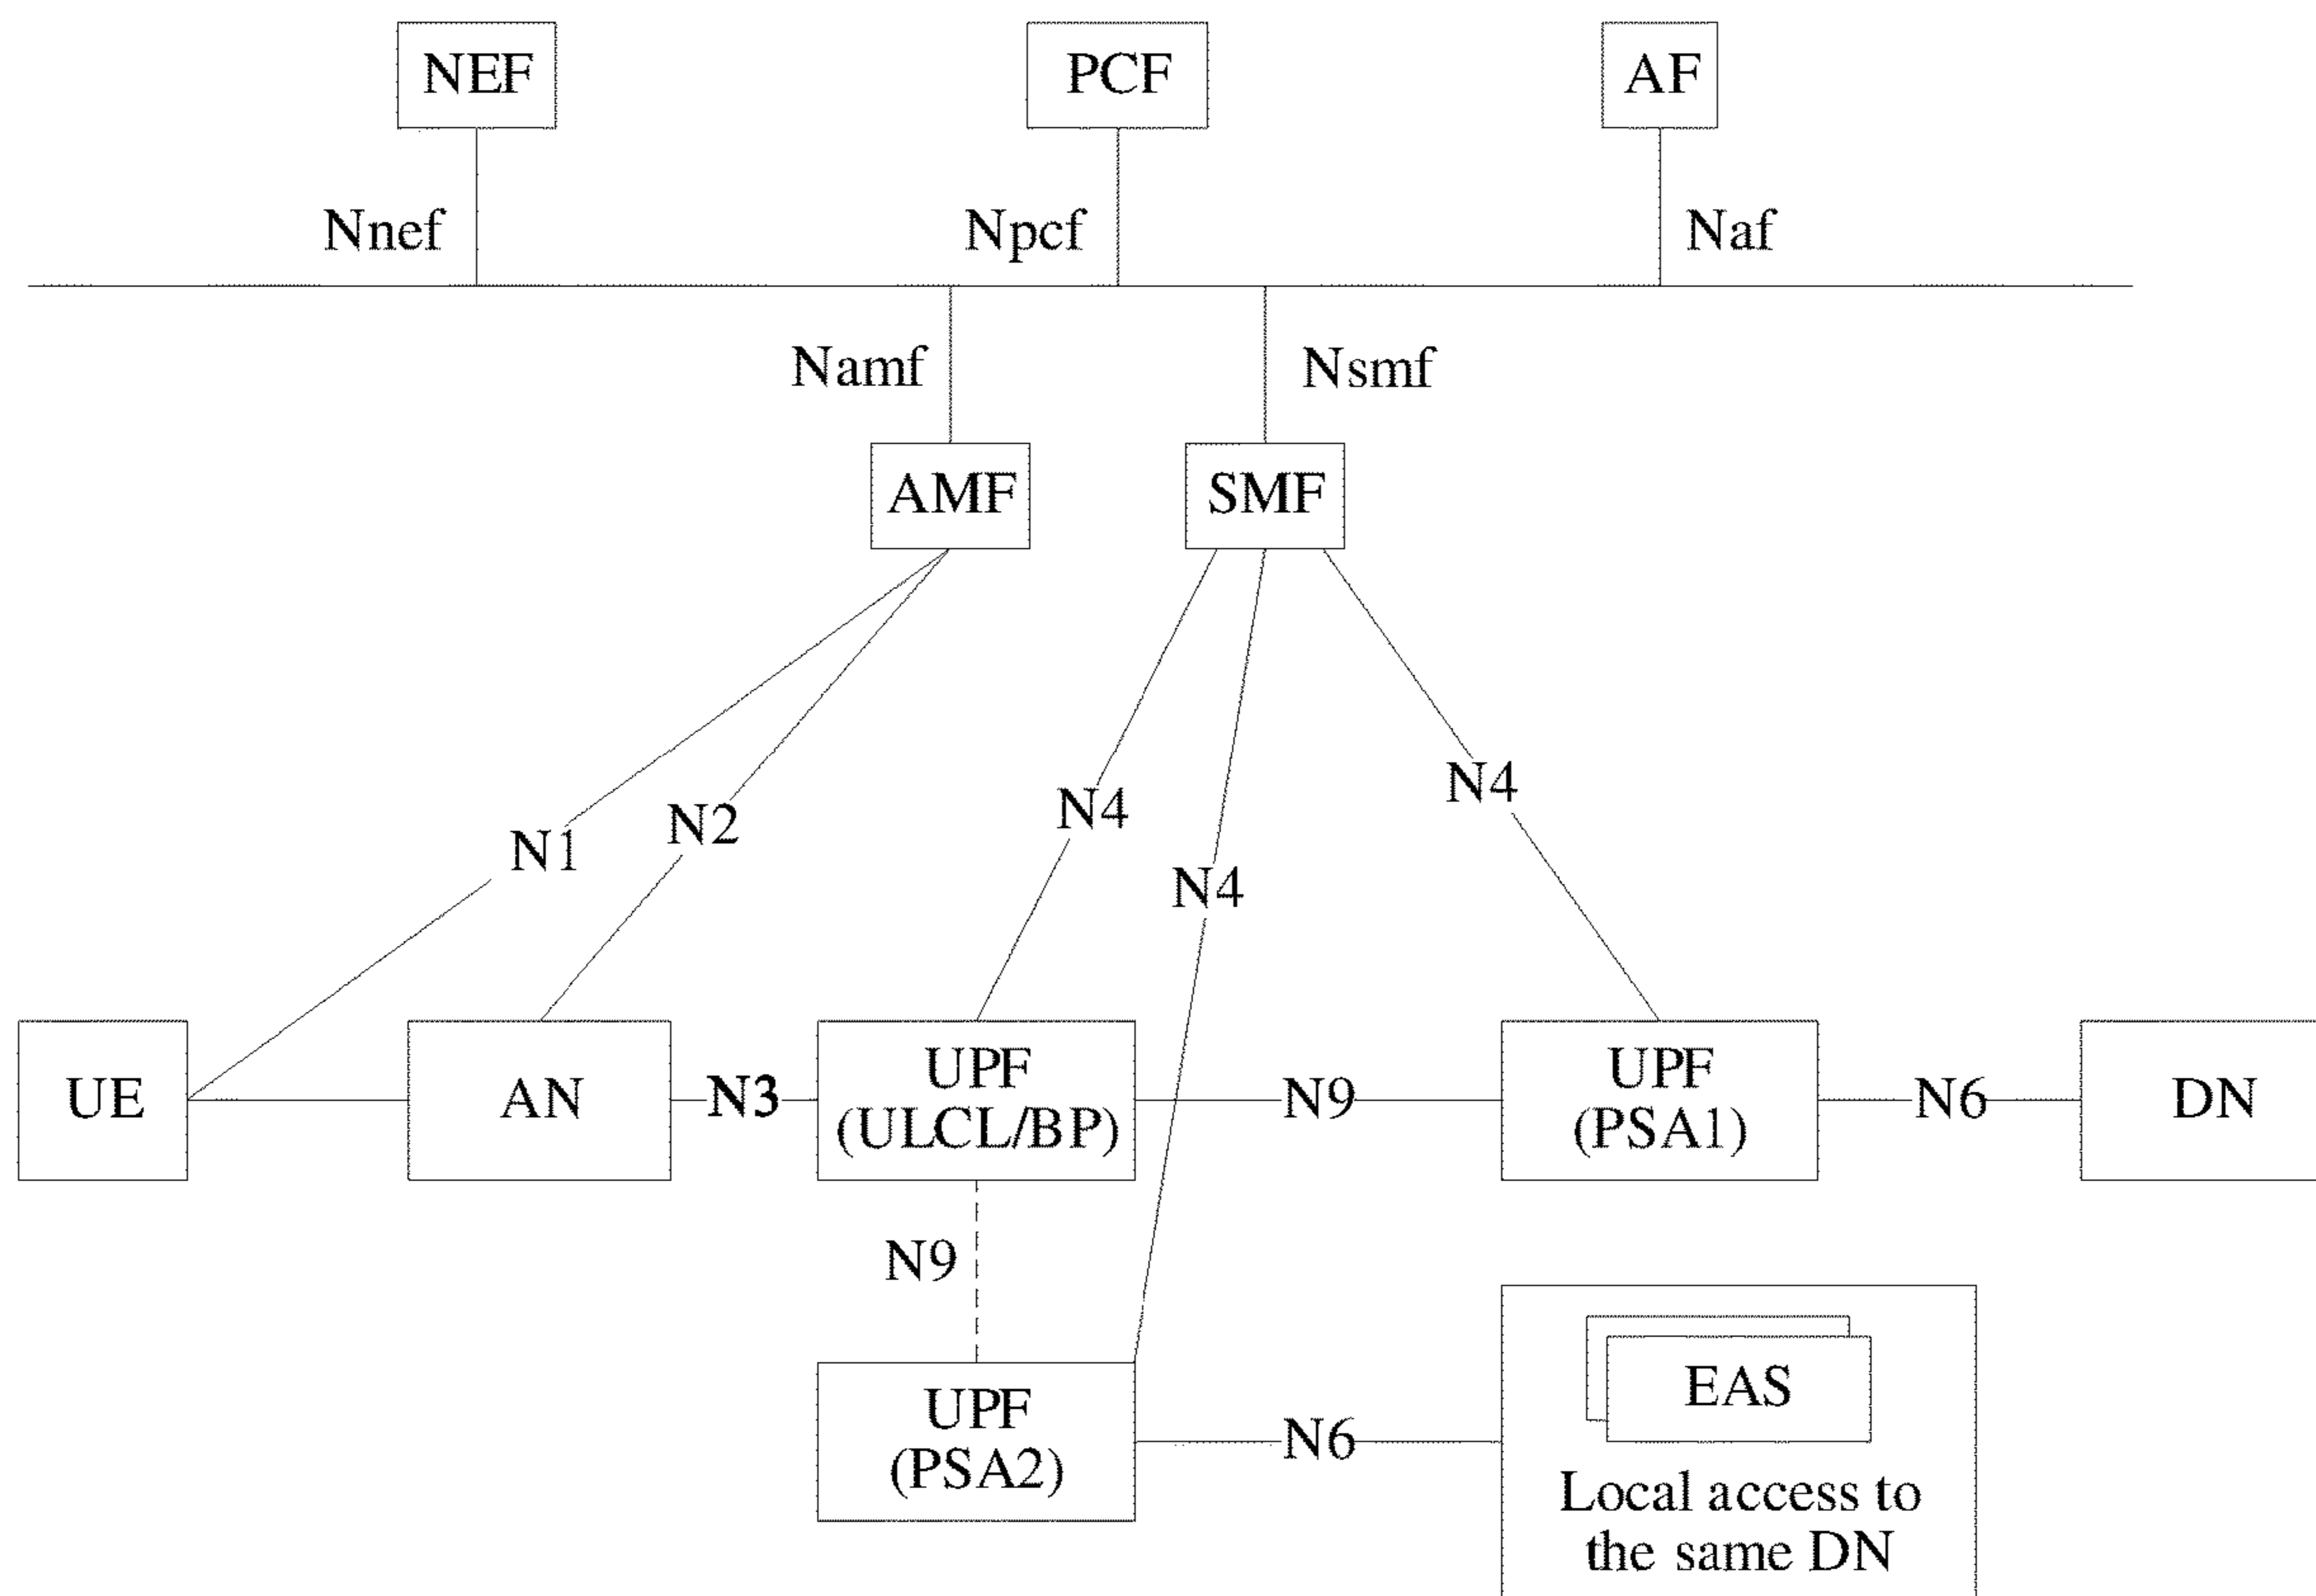 NEF
PCF
AF
Nnef
Npcf
Naf
Namf
Nsmf
AMF
SMF
N1
N2
N4
N4
N4
UE
AN
N3
UPF
(ULCL/BP)
N9
UPF
(PSA1)
N6
DN
N9
UPF
(PSA2)
N6
EAS
Local access to
the same DN